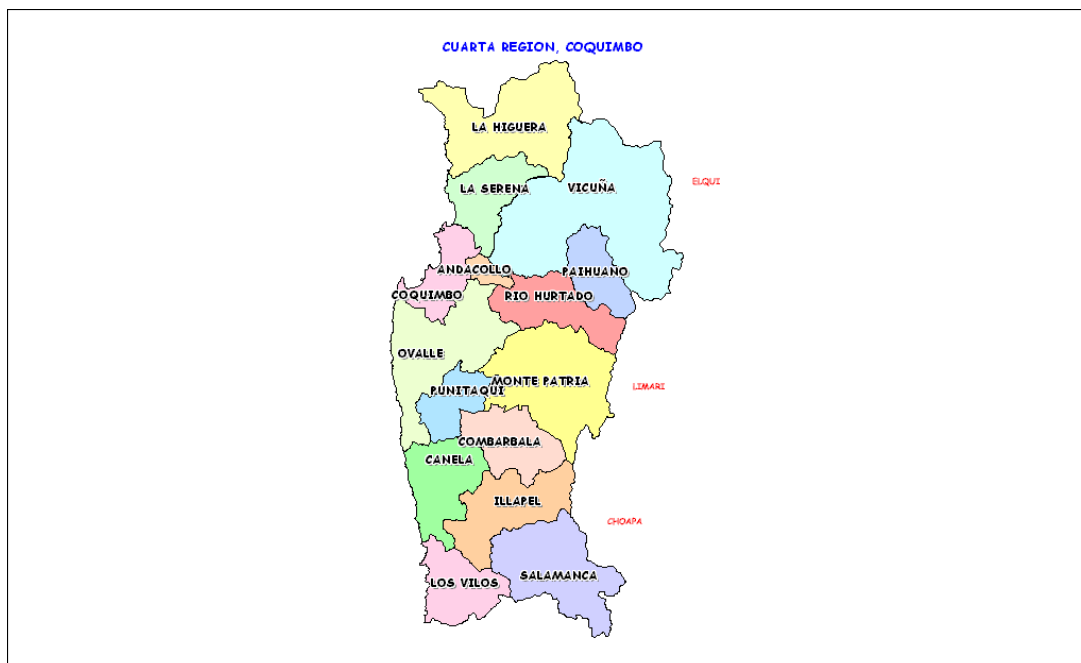 CUARTA REGION, COQUIMBO
LA HIGUERA
ELQUI
LA SERENA
VICUÑA
ANDACOLLO
PAIHUANO
COQUIMBO
RIO HURTADO
OVALLE
MONTE PATRIA
LIMARI
PUNITAQUI
COMBARBALA
CANELA
ILLAPEL
CHOAPA
SALAMANCA
LOS VILOS